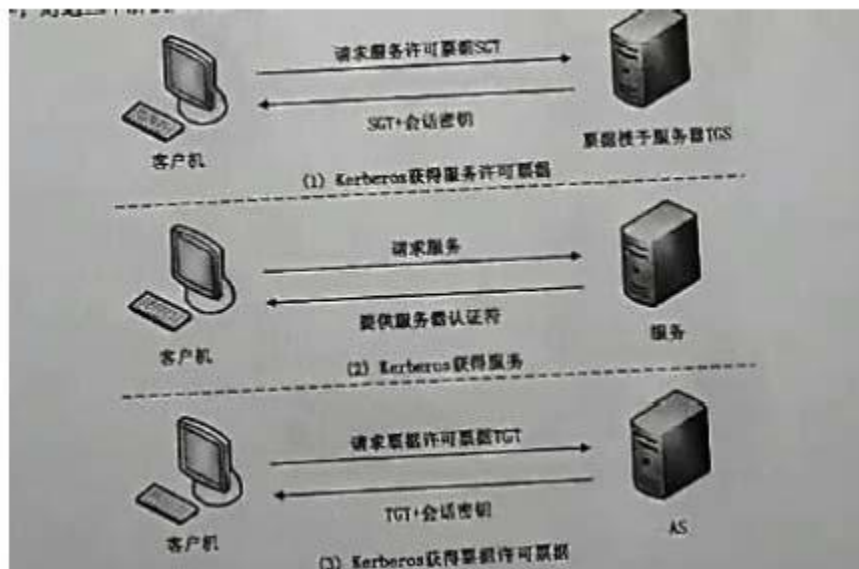 请求服务许可票据SGT
SGT+会话密钥
客户机
票据授予服务器TGS
(1) Kerberos获得服务许可票据
请求服务
提供服务器认证符
客户机
服务
(2) Kerberos获得服务
请求票据许可票据TGT
TGT+会话密钥
客户机
AS
(3) Kerberos获得票据许可票据